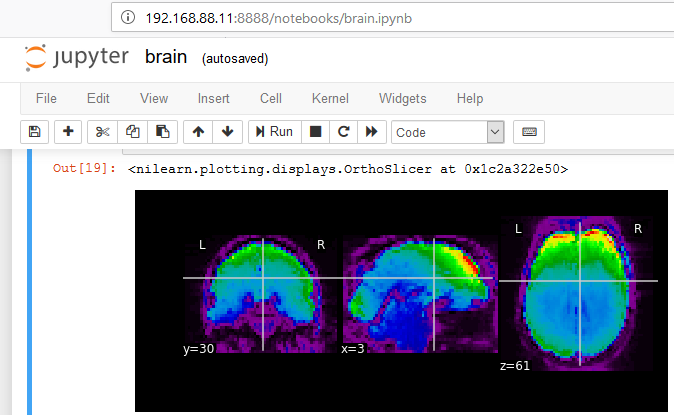 192.168.88.11:8888/notebooks/brain.ipynb
jupyter brain (autosaved)
File Edit View Insert Cell Kernel Widgets Help
Run Code
Out[19]: <nilearn.plotting.displays.OrthoSlicer at 0x1c2a322e50>
L R L R
y=30 x=3 z=61